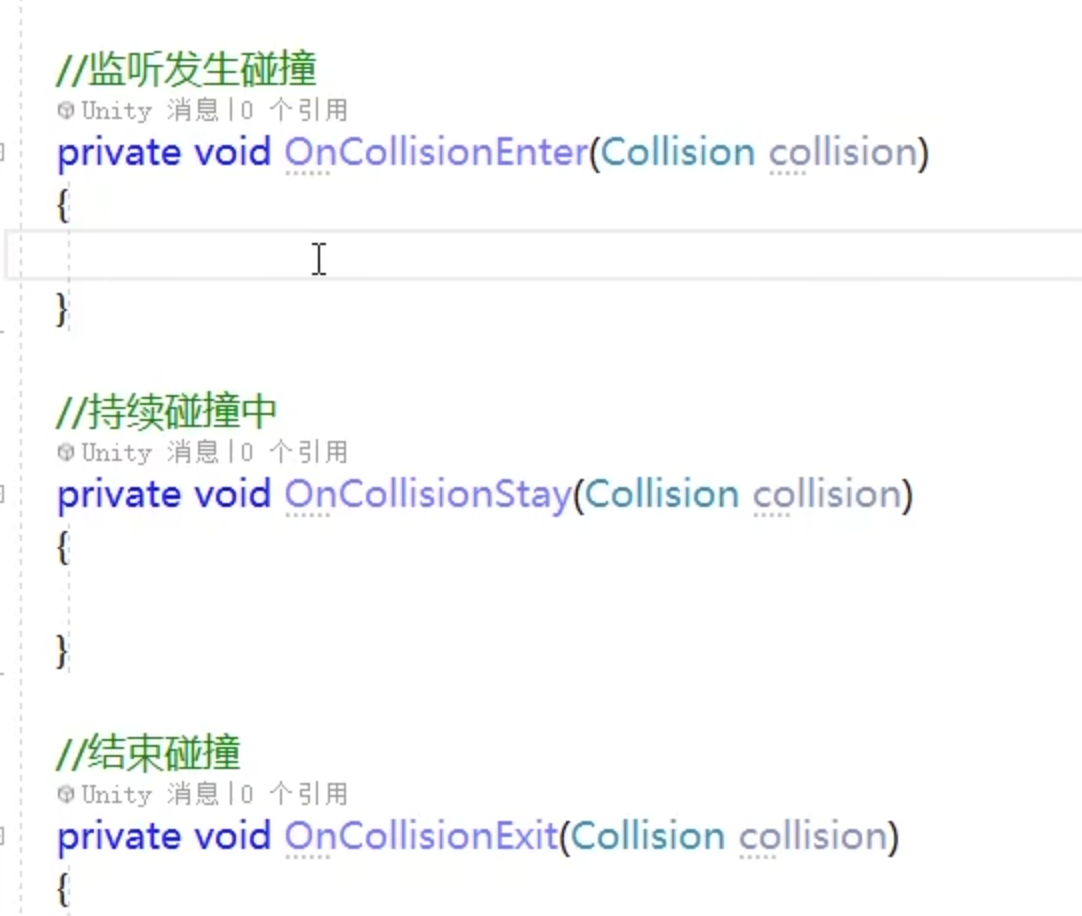 //监听发生碰撞
Unity 消息|0 个引用
private void OnCollisionEnter(Collision collision)
{
}
//持续碰撞中
Unity 消息|0 个引用
private void OnCollisionStay(Collision collision)
{
}
//结束碰撞
Unity 消息|0 个引用
private void OnCollisionExit(Collision collision)
{